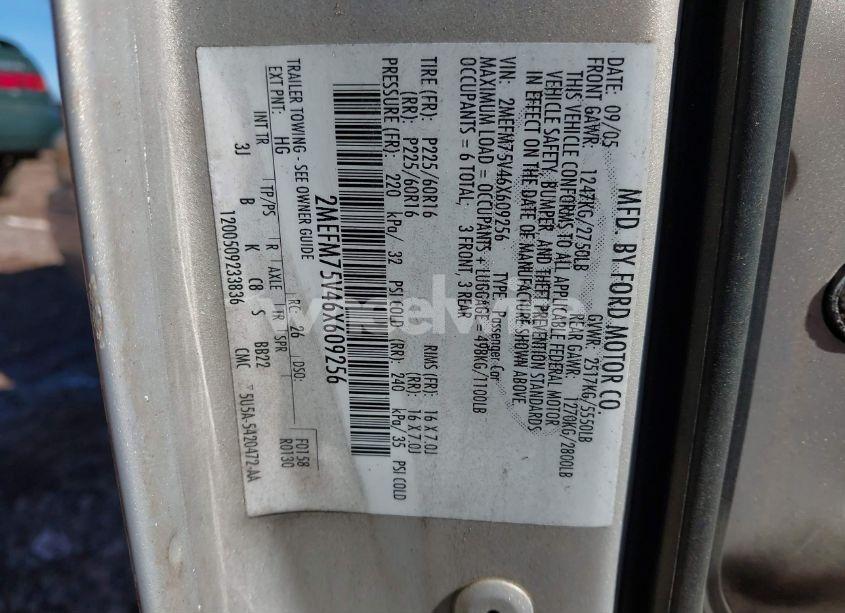 MFD. BY FORD MOTOR CO
DATE: 09/05 GVWR: 2517KG/5550LB
FRONT GAWR: 1247KG/2750LB REAR GAWR: 1270KG/2800LB
THIS VEHICLE CONFORMS TO ALL APPLICABLE FEDERAL MOTOR
VEHICLE SAFETY, BUMPER, AND THEFT PREVENTION STANDARDS
IN EFFECT ON THE DATE OF MANUFACTURE SHOWN ABOVE.
VIN: 2MEFM75V46X609256 TYPE: Passenger Car
MAXIMUM LOAD = OCCUPANTS + LUGGAGE = 498KG/1100LB
OCCUPANTS = 6 TOTAL; 3 FRONT, 3 REAR
TIRE (FR): P225/60R16 RIMS (FR): 16 X 7.0J
(RR): P225/60R16 (RR): 16 X 7.0J
PRESSURE (FR): 220 kPa/ 32 PSI COLD (RR): 240 kPa/ 35 PSI COLD
2MEFM75V46X609256
TRAILER TOWING - SEE OWNER GUIDE
EXT PNT: HG RC: 26 DSO: F0158
R0130
INT TR TP/PS R AXLE TR SPR
3J B K C8 S BB22
1200509233836 CMC 5U5A-5420472-AA